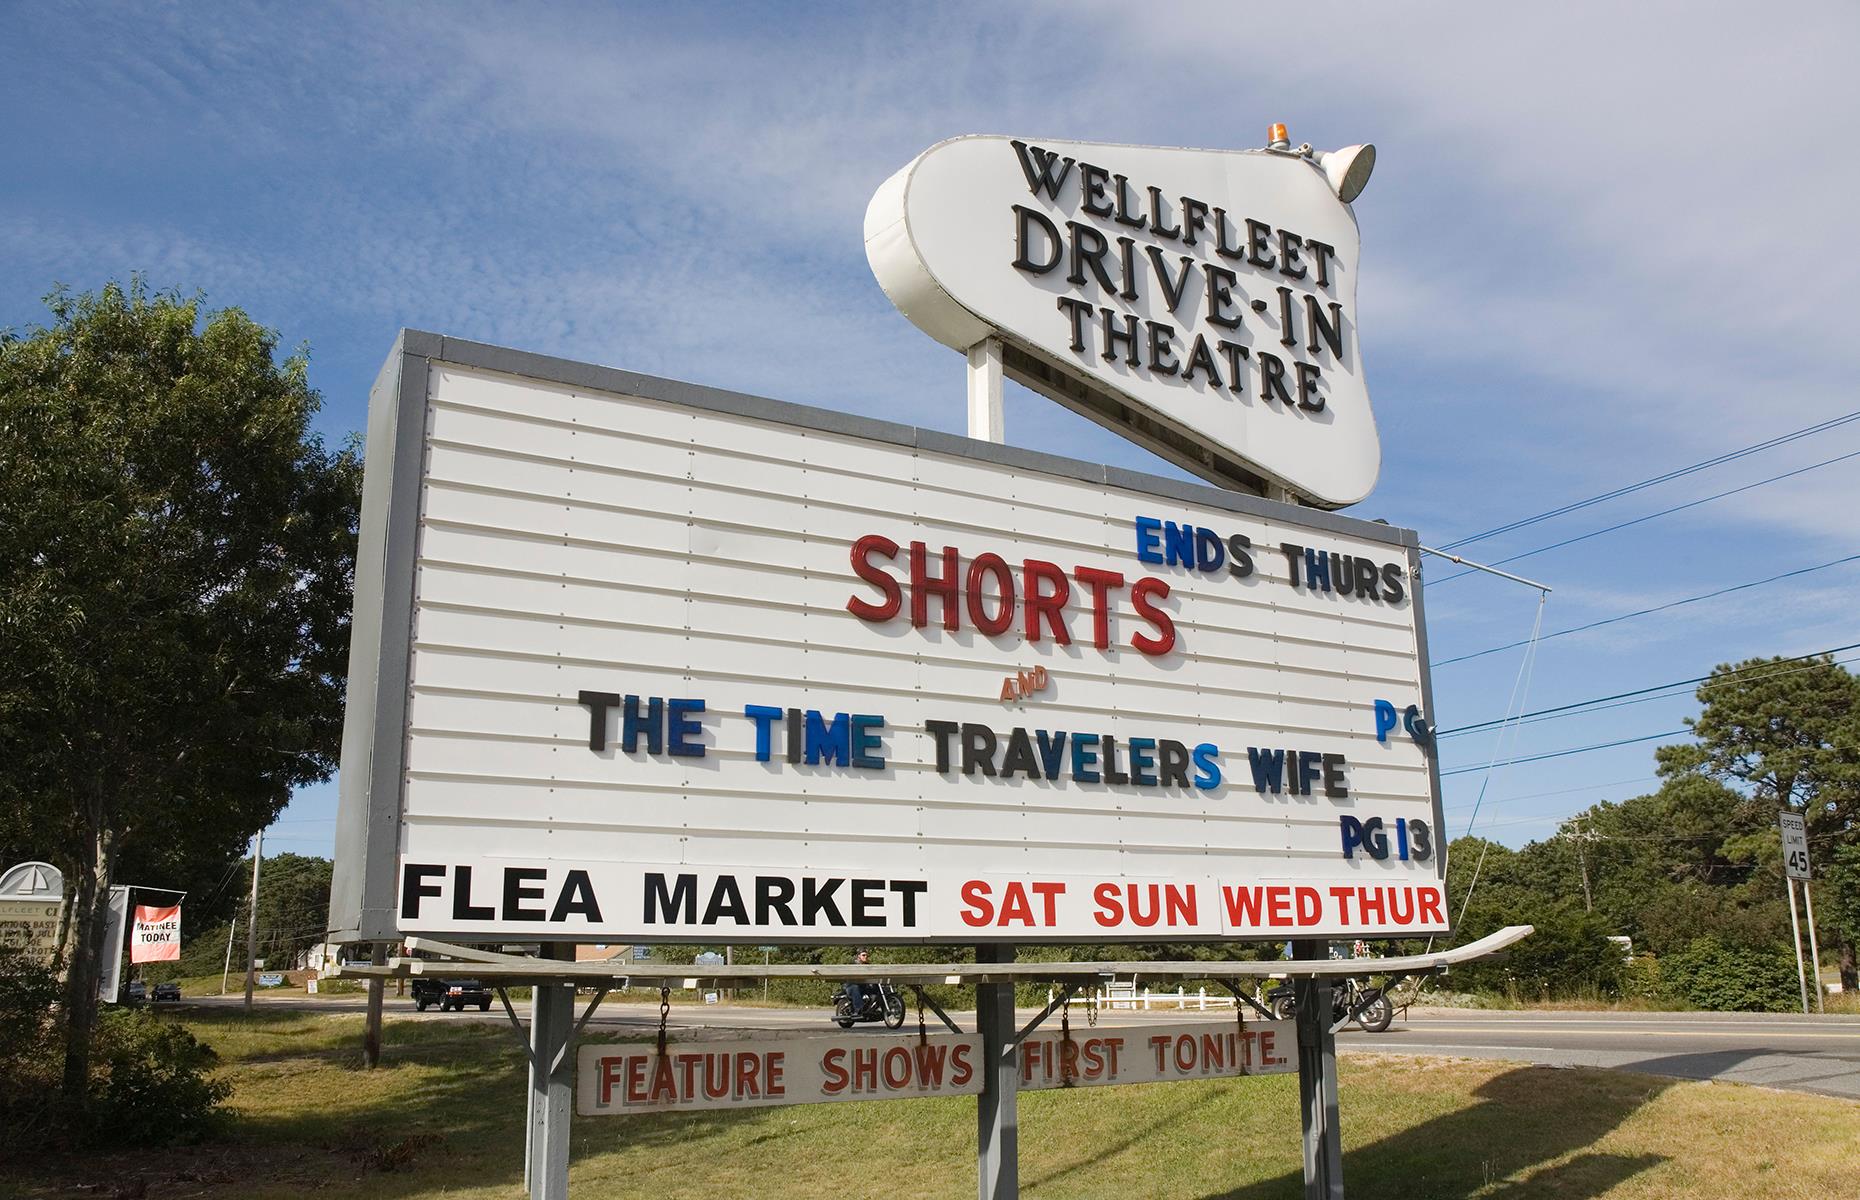 WELLFLEET
DRIVE-IN
THEATRE
ENDS THURS
SHORTS
AND
PG
THE TIME TRAVELERS WIFE
PG 13
FLEA MARKET SAT SUN WED THUR
FEATURE SHOWS FIRST TONITE..
MATINEE
TODAY
SPEED
LIMIT
45